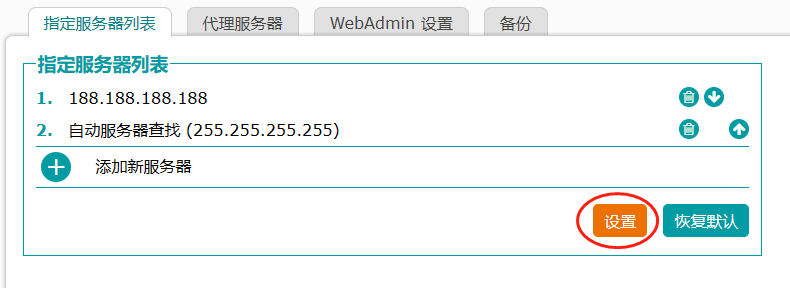 指定服务器列表 代理服务器 WebAdmin 设置 备份
指定服务器列表
1. 188.188.188.188
2. 自动服务器查找 (255.255.255.255)
添加新服务器
设置 恢复默认